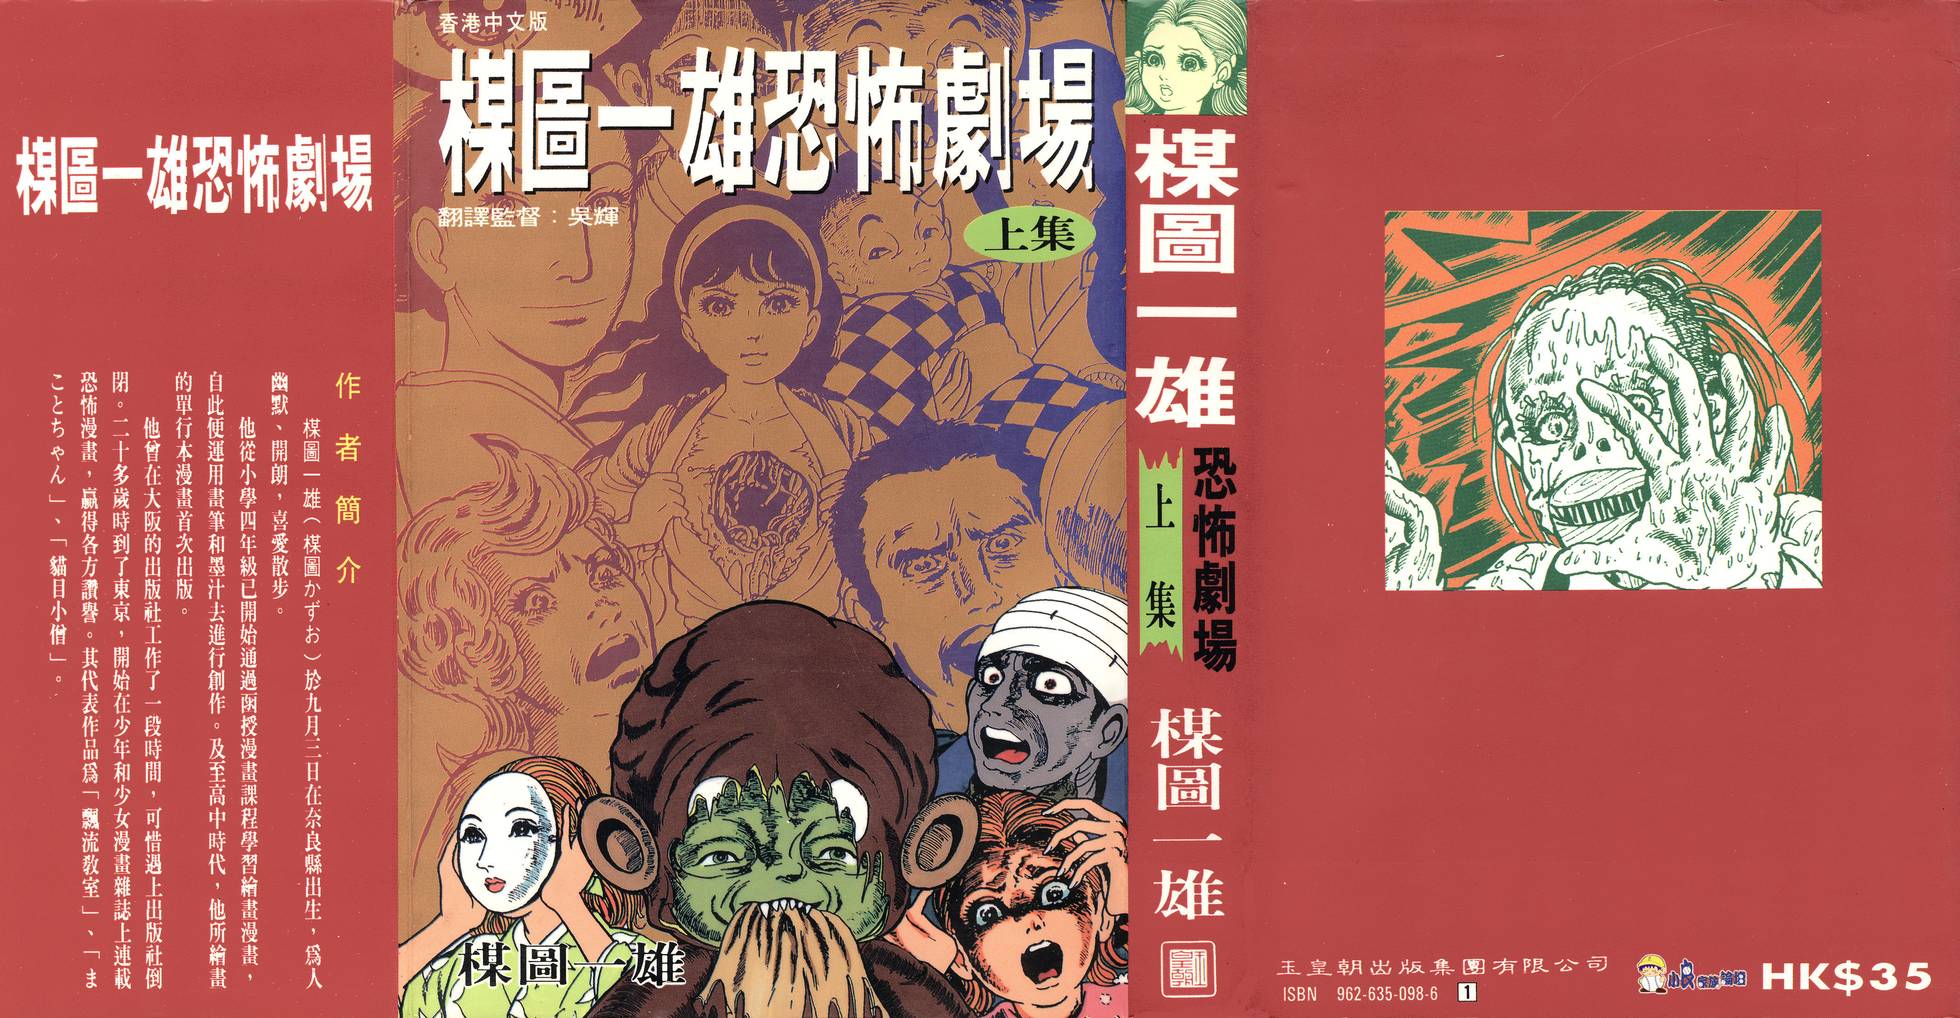 楳圖一雄恐怖劇場
作者簡介
楳圖一雄（楳圖かずお）於九月三日在奈良縣出生，爲人
幽默、開朗，喜愛散步。
他從小學四年級已開始通過函授漫畫課程學習繪畫漫畫，
自此便運用畫筆和墨汁去進行創作。及至高中時代，他所繪畫
的單行本漫畫首次出版。
他曾在大阪的出版社工作了一段時間，可惜遇上出版社倒
閉。二十多歲時到了東京，開始在少年和少女漫畫雜誌上連載
恐怖漫畫，贏得各方讚譽。其代表作品爲「飄流教室」、「ま
ことちゃん」、「貓目小僧」。
香港中文版
楳圖一雄恐怖劇場
翻譯監督：吳輝
上集
楳圖一雄
楳圖一雄
恐怖劇場
上集
楳圖一雄
玉皇朝出版集團有限公司
ISBN 962-635-098-6 1
HK$35